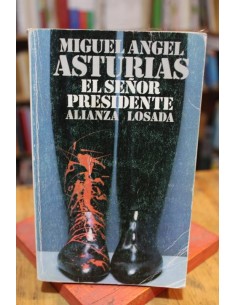 MIGUEL ANGEL
ASTURIAS
EL SEÑOR
PRESIDENTE
ALIANZA LOSADA